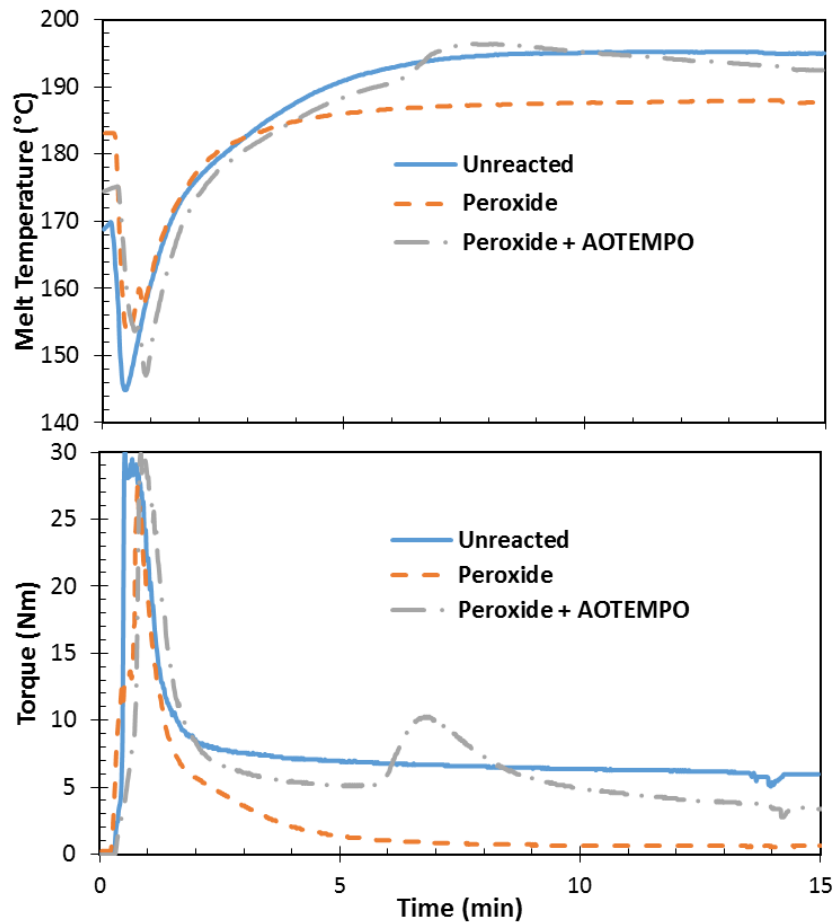 200
190
180
170
160
150
140
Melt Temperature (°C)
Unreacted
Peroxide
Peroxide + AOTEMPO
30
25
20
15
10
5
0
Torque (Nm)
Unreacted
Peroxide
Peroxide + AOTEMPO
0 5 10 15
Time (min)